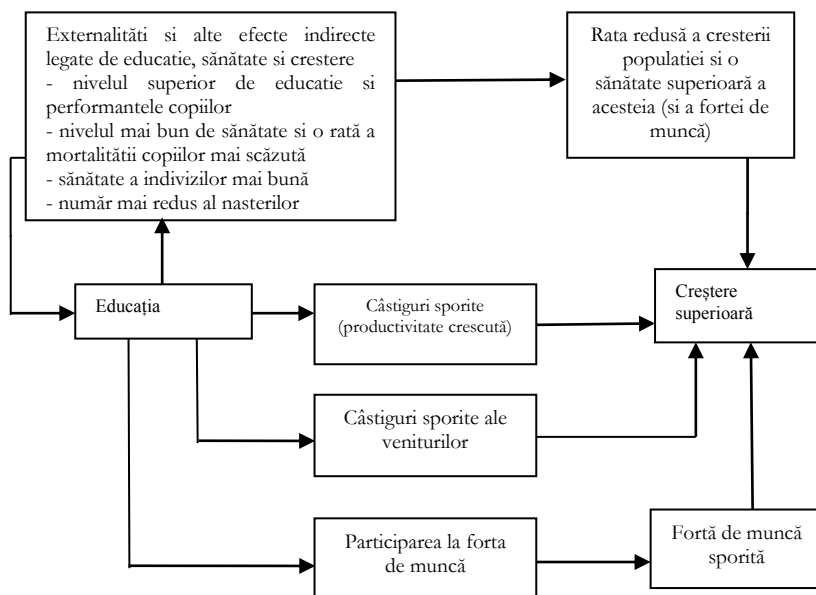 Externalităti si alte efecte indirecte
legate de educatie, sănătate si crestere
- nivelul superior de educatie si
performantele copiilor
- nivelul mai bun de sănătate si o rată a
mortalitătii copiilor mai scăzută
- sănătate a indivizilor mai bună
- număr mai redus al nasterilor
Rata redusă a cresterii
populatiei si o
sănătate superioară a
acesteia (si a fortei de
muncă)
Educația
Câstiguri sporite
(productivitate crescută)
Creștere
superioară
Câstiguri sporite ale
veniturilor
Participarea la forta
de muncă
Fortă de muncă
sporită